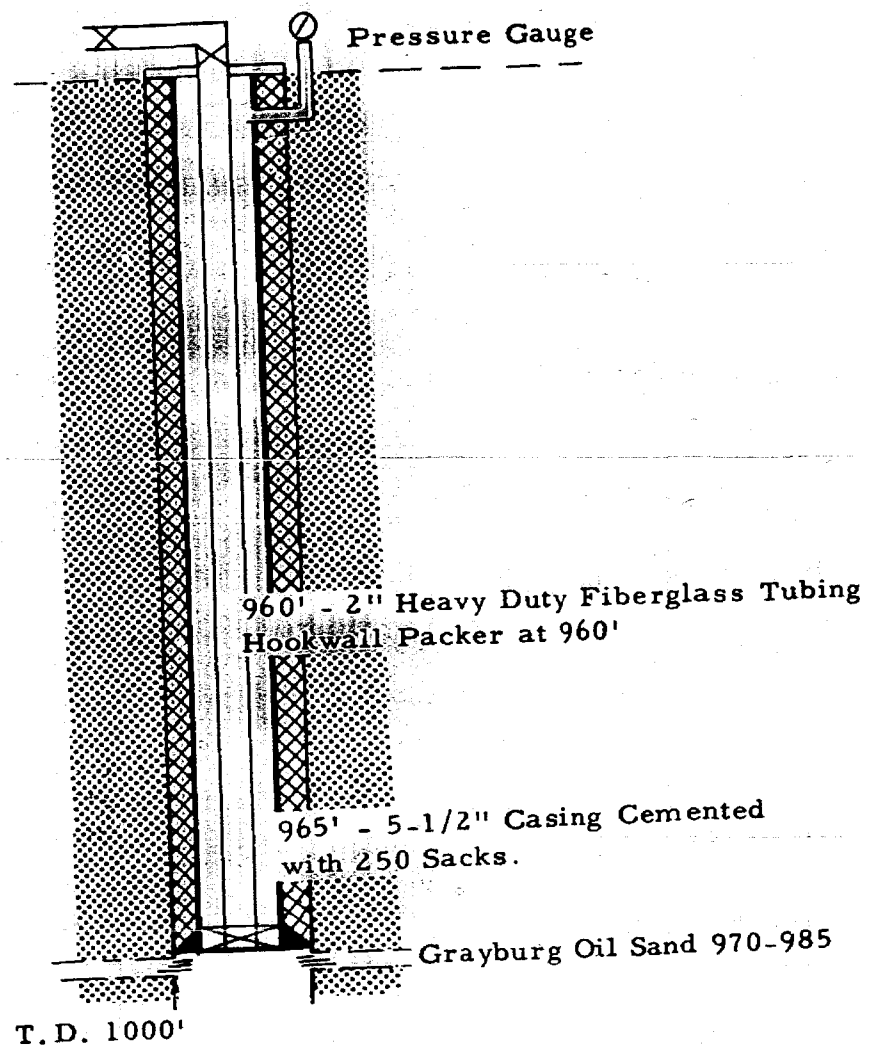 Pressure Gauge
960' - 2" Heavy Duty Fiberglass Tubing
Hookwall Packer at 960'
965' - 5-1/2" Casing Cemented
with 250 Sacks.
Grayburg Oil Sand 970-985
T.D. 1000'